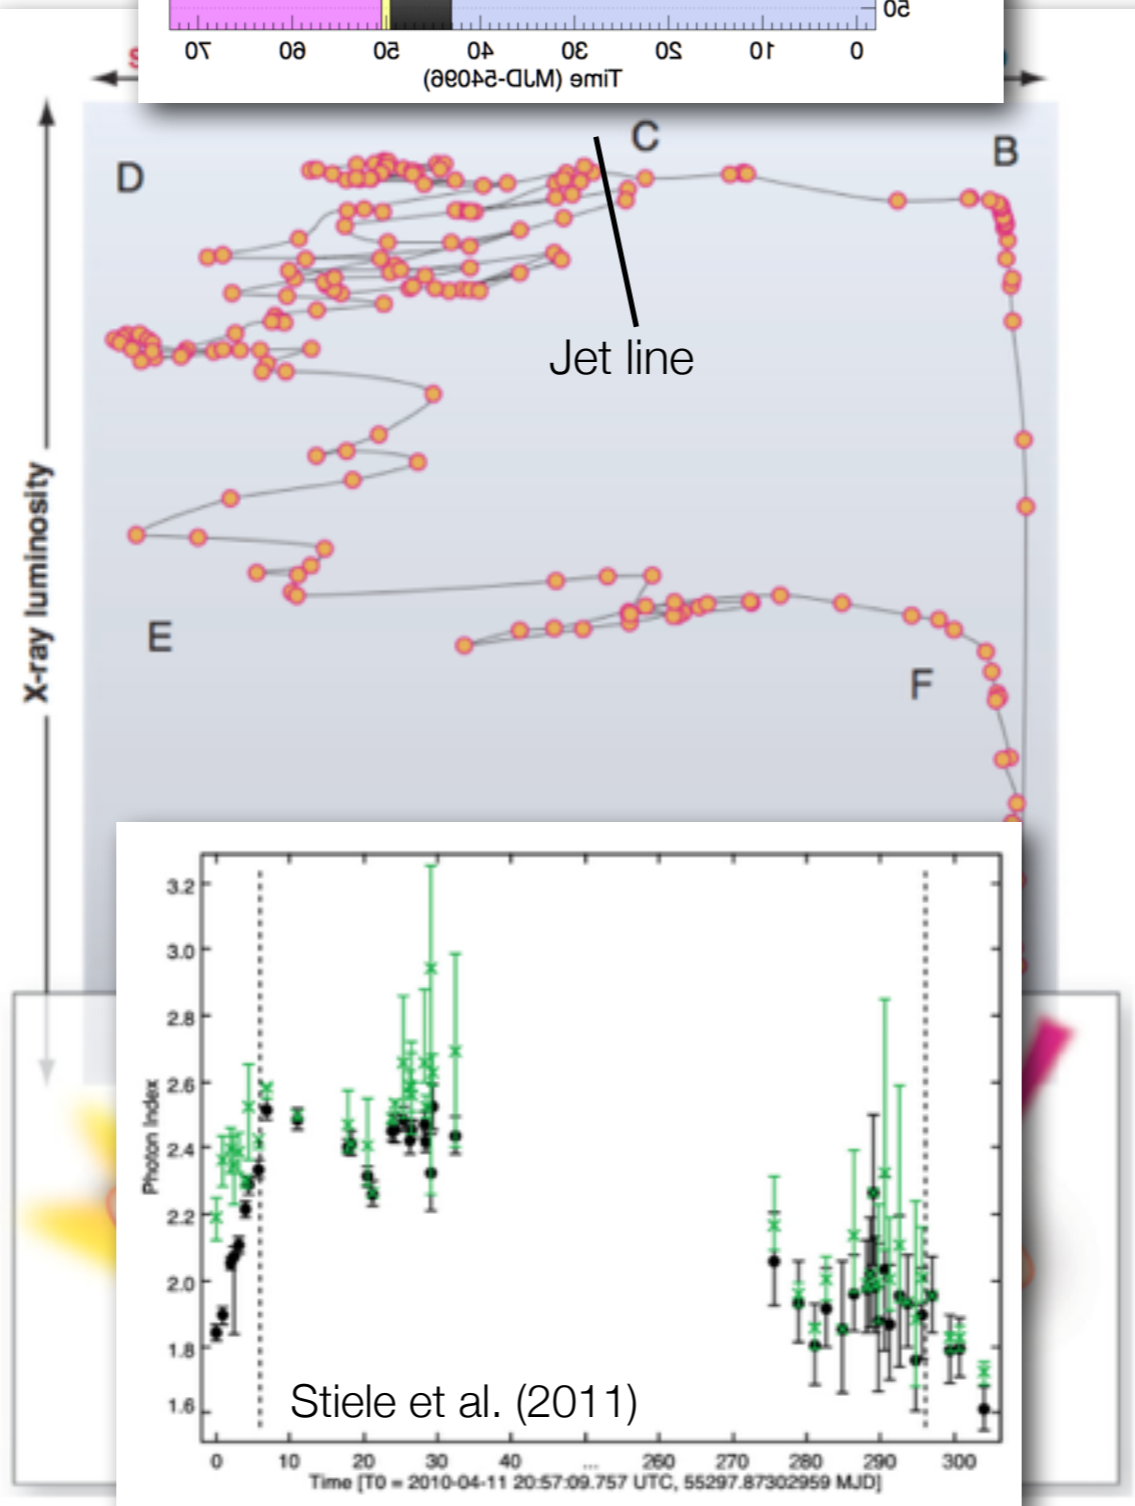 50
70 60 50 40 30 20 10 0
Time (MJD-54096)
C
B
D
Jet line
X-ray luminosity
E
F
3.2
3.0
2.8
2.6
2.4
2.2
2.0
1.8
1.6
Photon Index
Stiele et al. (2011)
0 10 20 30 40 ... 260 270 280 290 300
Time [T0 = 2010-04-11 20:57:09.757 UTC, 55297.87302959 MJD]